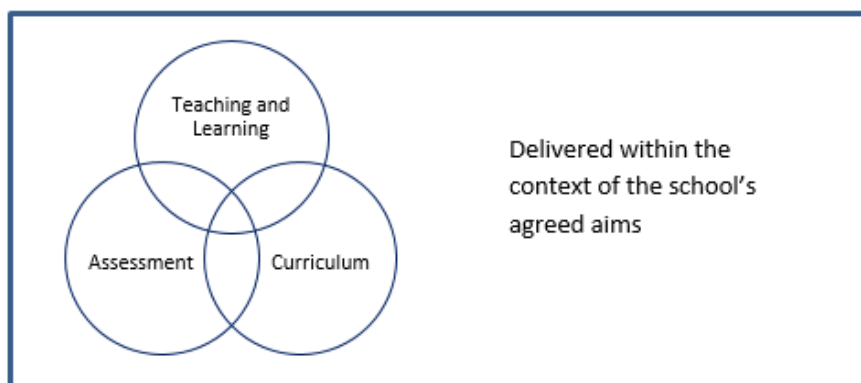 Teaching and
Learning
Assessment
Curriculum
Delivered within the
context of the school’s
agreed aims